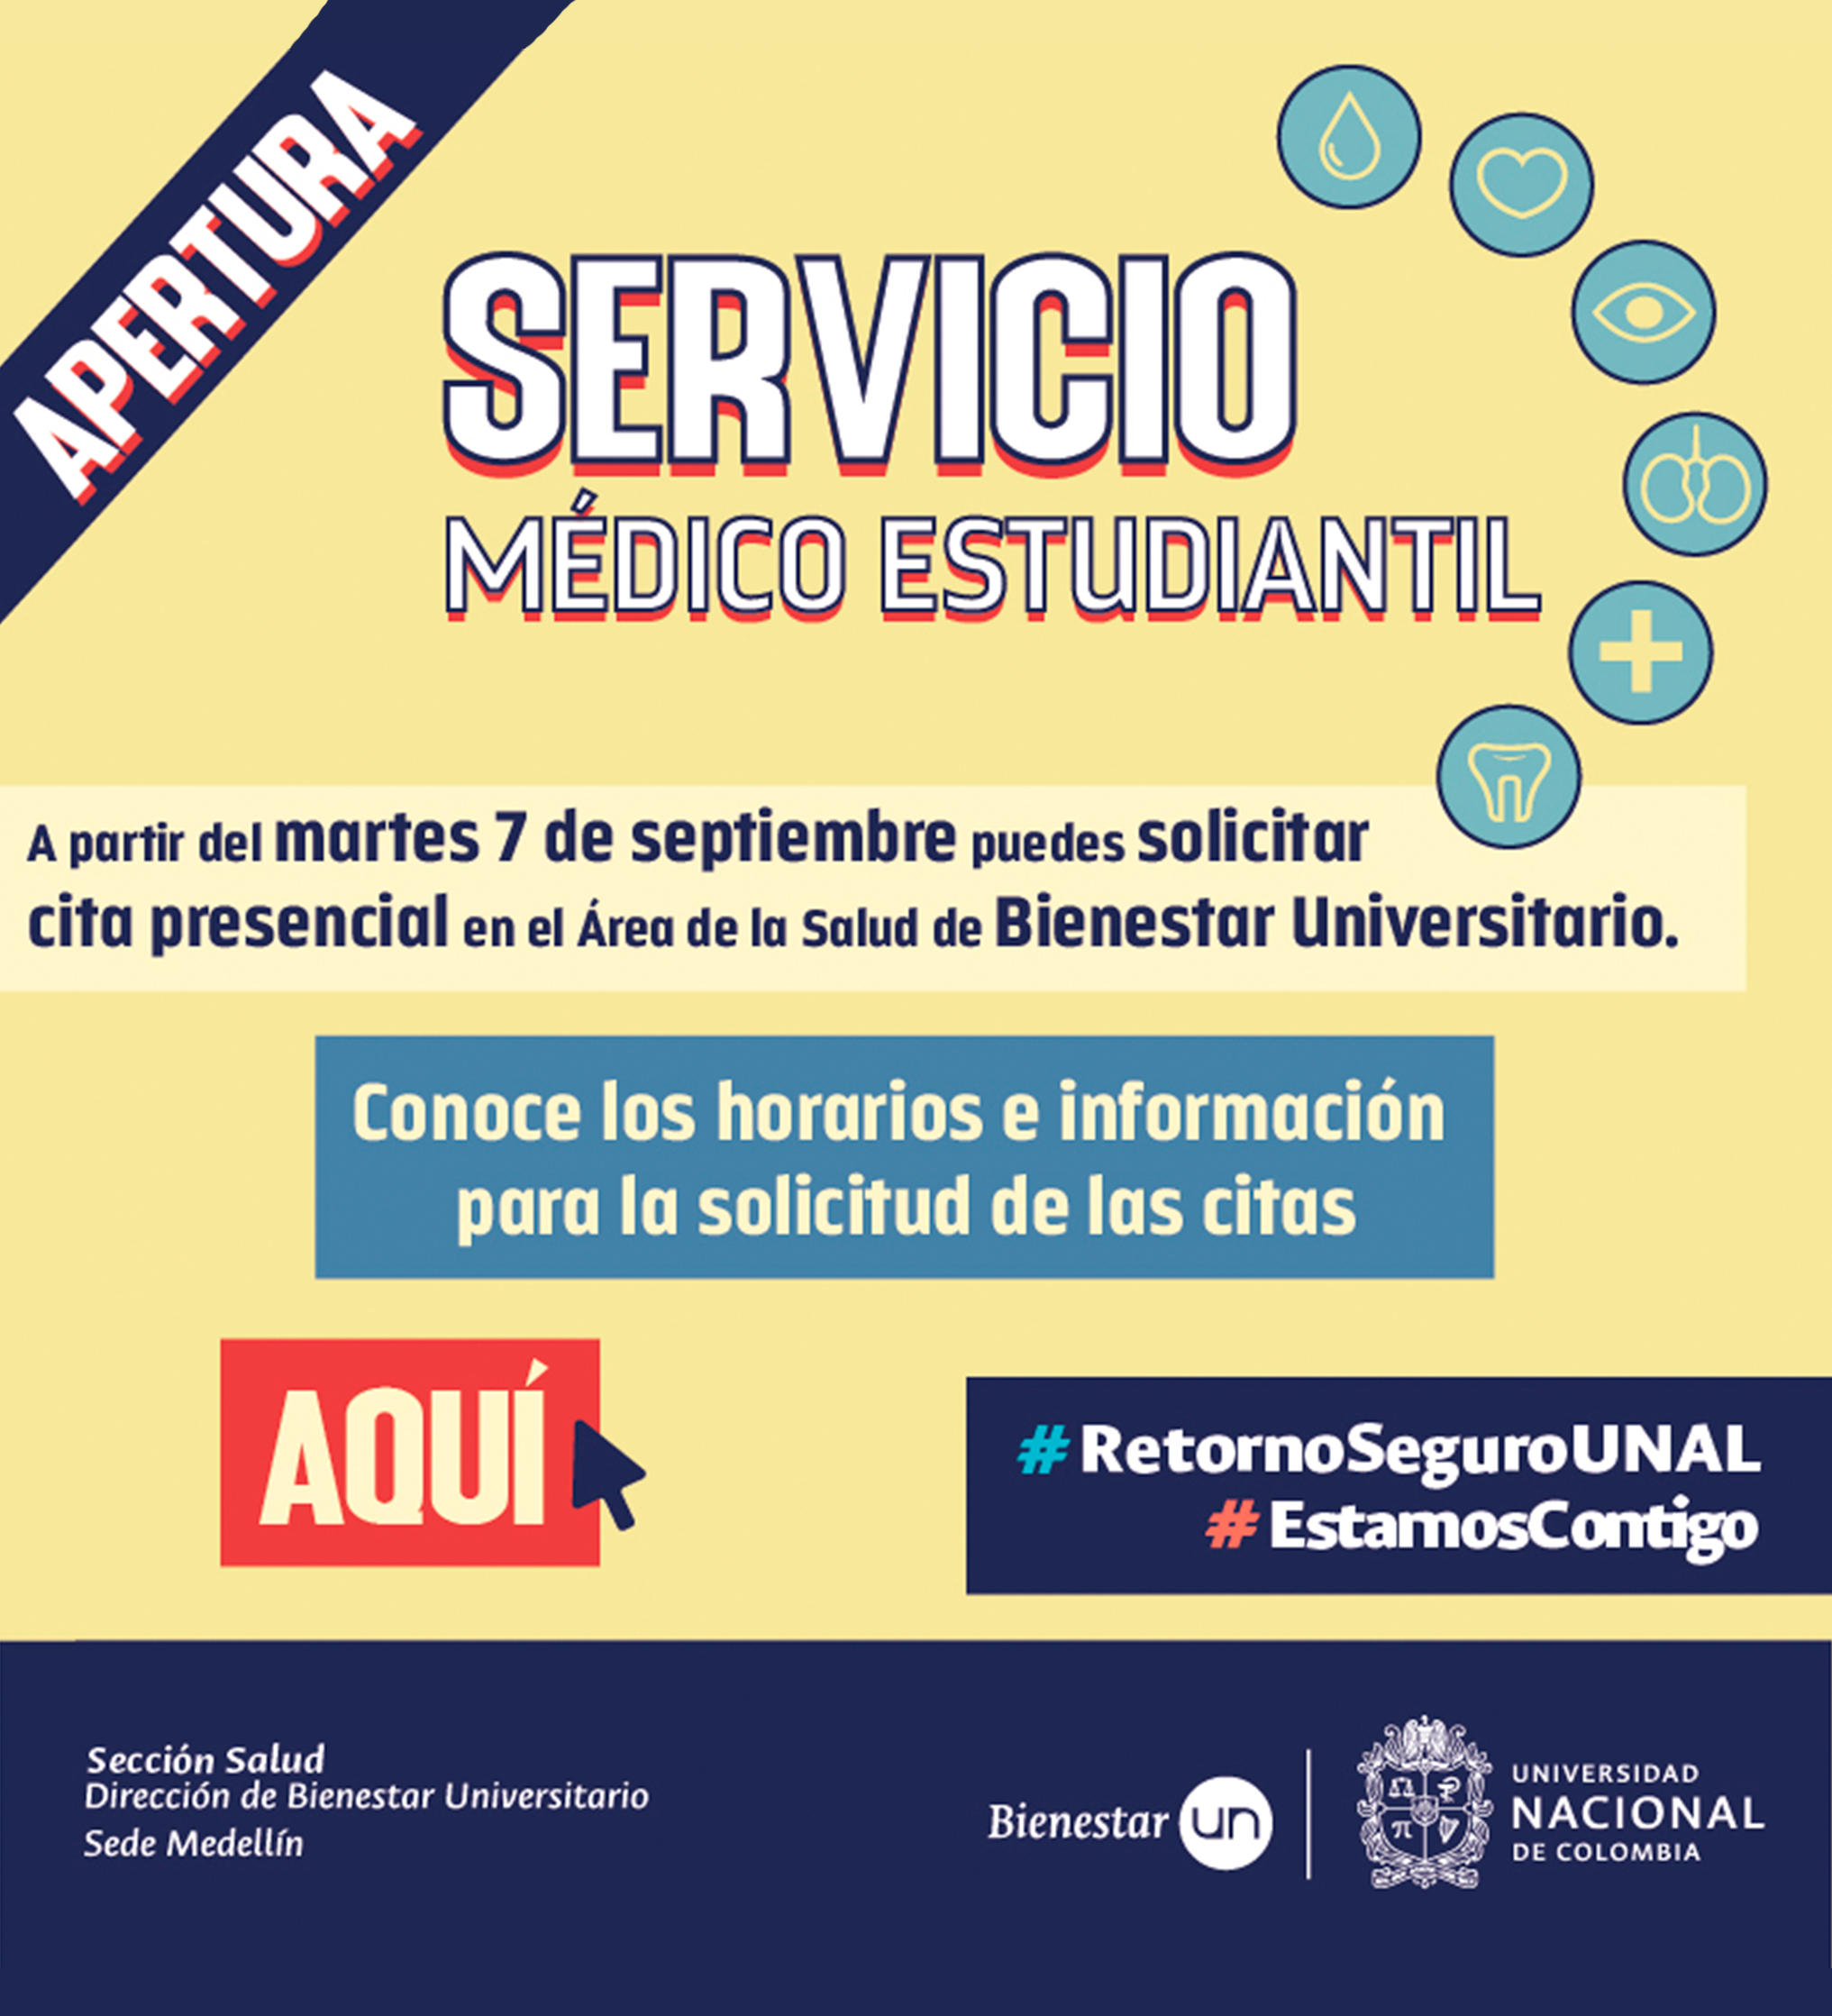 APERTURA
SERVICIO
MÉDICO ESTUDIANTIL
A partir del martes 7 de septiembre puedes solicitar
cita presencial en el Área de la Salud de Bienestar Universitario.
Conoce los horarios e información
para la solicitud de las citas
AQUÍ
#RetornoSeguroUNAL
#EstamosContigo
Sección Salud
Dirección de Bienestar Universitario
Sede Medellín
Bienestar un
UNIVERSIDAD
NACIONAL
DE COLOMBIA